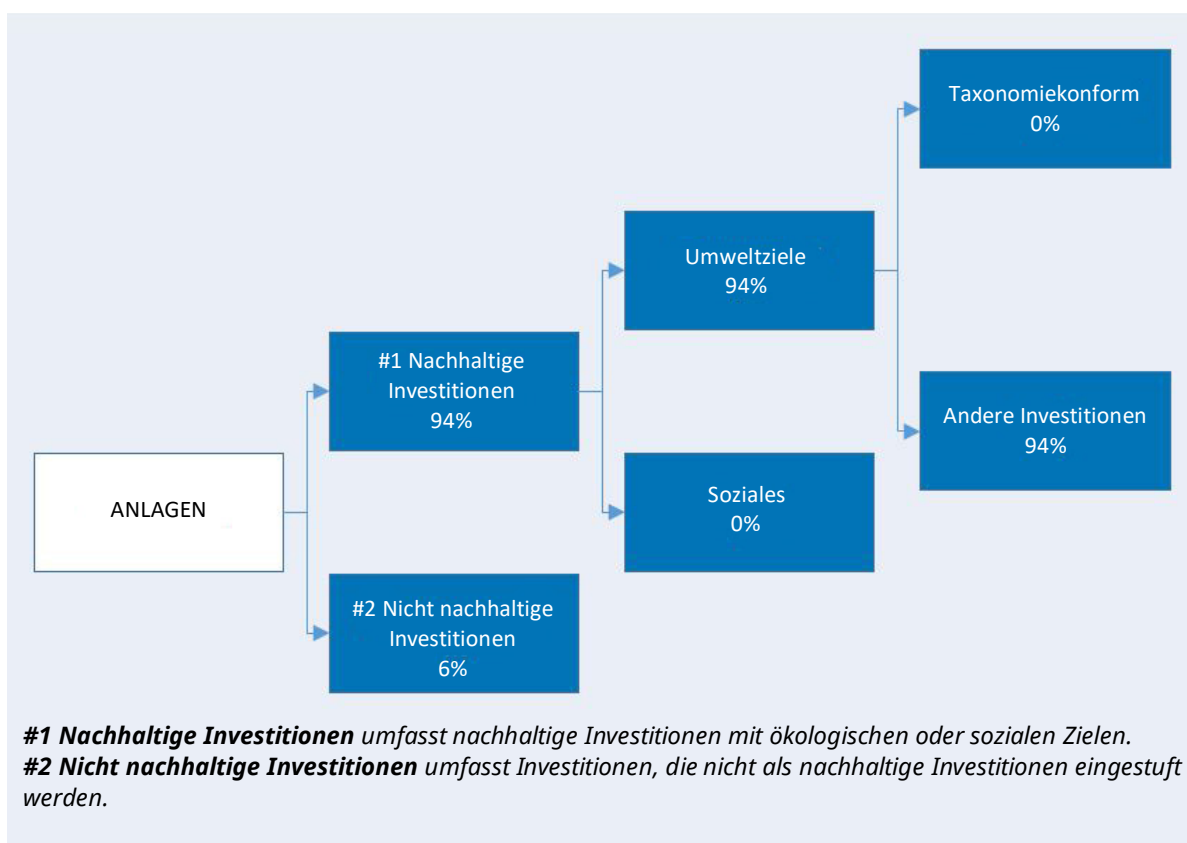 Taxonomiekonform
0%
Umweltziele
94%
#1 Nachhaltige
Investitionen
94%
Andere Investitionen
94%
ANLAGEN
Soziales
0%
#2 Nicht nachhaltige
Investitionen
6%
#1 Nachhaltige Investitionen umfasst nachhaltige Investitionen mit ökologischen oder sozialen Zielen.
#2 Nicht nachhaltige Investitionen umfasst Investitionen, die nicht als nachhaltige Investitionen eingestuft
werden.